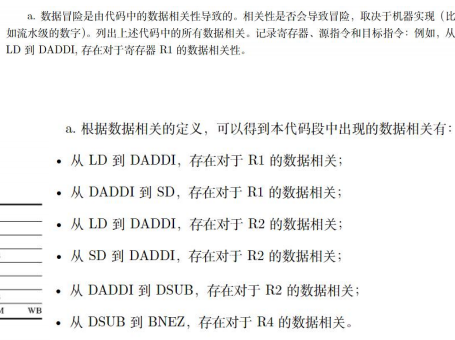 a. 数据冒险是由代码中的数据相关性导致的。相关性是否会导致冒险，取决于机器实现（比
如流水级的数字）。列出上述代码中的所有数据相关。记录寄存器、源指令和目标指令：例如，从
LD 到 DADDI, 存在对于寄存器 R1 的数据相关性。
a. 根据数据相关的定义，可以得到本代码段中出现的数据相关有：
• 从 LD 到 DADDI，存在对于 R1 的数据相关；
• 从 DADDI 到 SD，存在对于 R1 的数据相关；
• 从 LD 到 DADDI，存在对于 R2 的数据相关；
• 从 SD 到 DADDI，存在对于 R2 的数据相关；
• 从 DADDI 到 DSUB，存在对于 R2 的数据相关；
• 从 DSUB 到 BNEZ，存在对于 R4 的数据相关。
WB